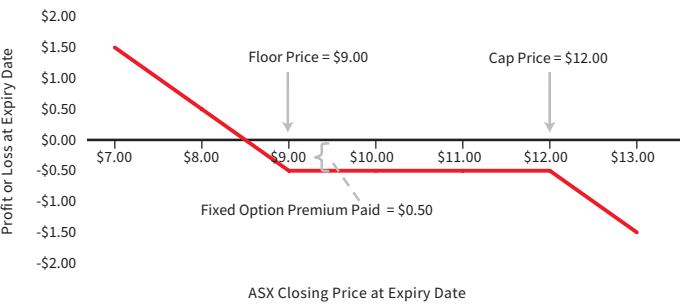 $2.00
$1.50
$1.00
$0.50
$0.00
-$0.50
-$1.00
-$1.50
-$2.00
Profit or Loss at Expiry Date
Floor Price = $9.00
Cap Price = $12.00
$7.00 $8.00 $9.00 $10.00 $11.00 $12.00 $13.00
Fixed Option Premium Paid = $0.50
ASX Closing Price at Expiry Date